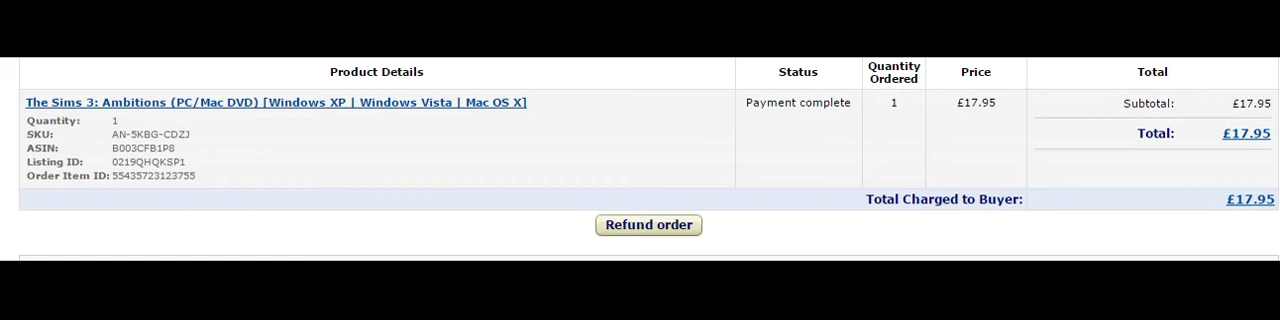 Product Details Status Quantity Ordered Price Total
The Sims 3: Ambitions (PC/Mac DVD) [Windows XP | Windows Vista | Mac OS X] Payment complete 1 £17.95 Subtotal: £17.95
Quantity: 1
SKU: AN-5KBG-CDZJ Total: £17.95
ASIN: B003CFB1P8
Listing ID: 0219QHQKSP1
Order Item ID: 55435723123755
Total Charged to Buyer: £17.95
Refund order